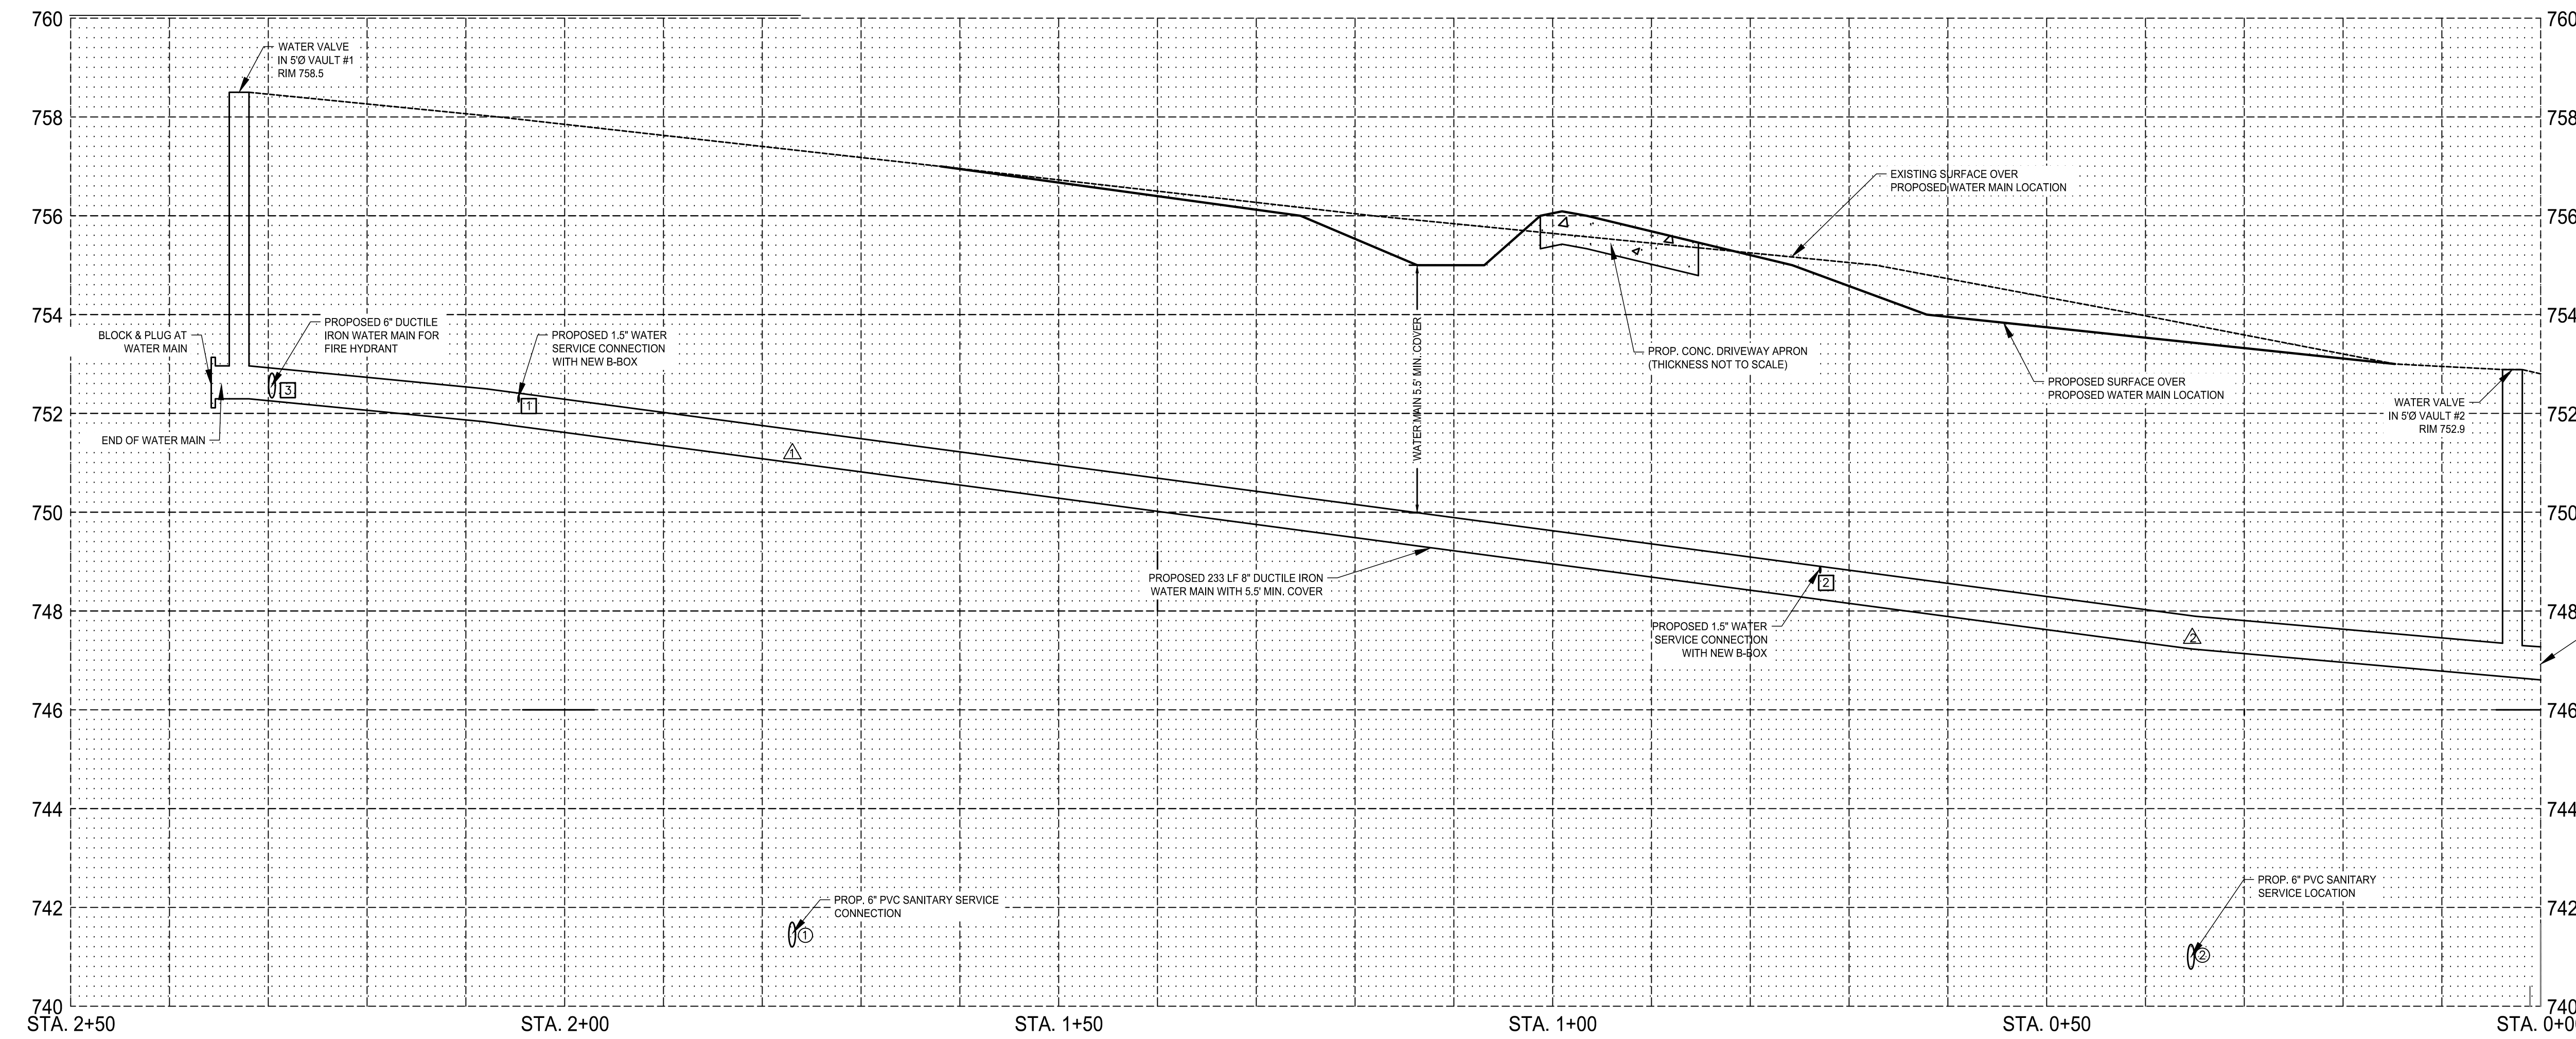 760
760
WATER VALVE
IN 5'Ø VAULT #1
RIM 758.5
758
758
EXISTING SURFACE OVER
PROPOSED WATER MAIN LOCATION
756
756
754
754
BLOCK & PLUG AT
WATER MAIN
PROPOSED 6" DUCTILE
IRON WATER MAIN FOR
FIRE HYDRANT
3
PROPOSED 1.5" WATER
SERVICE CONNECTION
WITH NEW B-BOX
1
WATER MAIN 5.5' MIN. COVER
PROP. CONC. DRIVEWAY APRON
(THICKNESS NOT TO SCALE)
PROPOSED SURFACE OVER
PROPOSED WATER MAIN LOCATION
WATER VALVE
IN 5'Ø VAULT #2
RIM 752.9
752
752
END OF WATER MAIN
1
750
750
PROPOSED 233 LF 8" DUCTILE IRON
WATER MAIN WITH 5.5' MIN. COVER
2
748
748
PROPOSED 1.5" WATER
SERVICE CONNECTION
WITH NEW B-BOX
2
746
746
744
744
742
742
PROP. 6" PVC SANITARY SERVICE
CONNECTION
1
PROP. 6" PVC SANITARY
SERVICE LOCATION
2
740
740
STA. 2+50
STA. 2+00
STA. 1+50
STA. 1+00
STA. 0+50
STA. 0+00